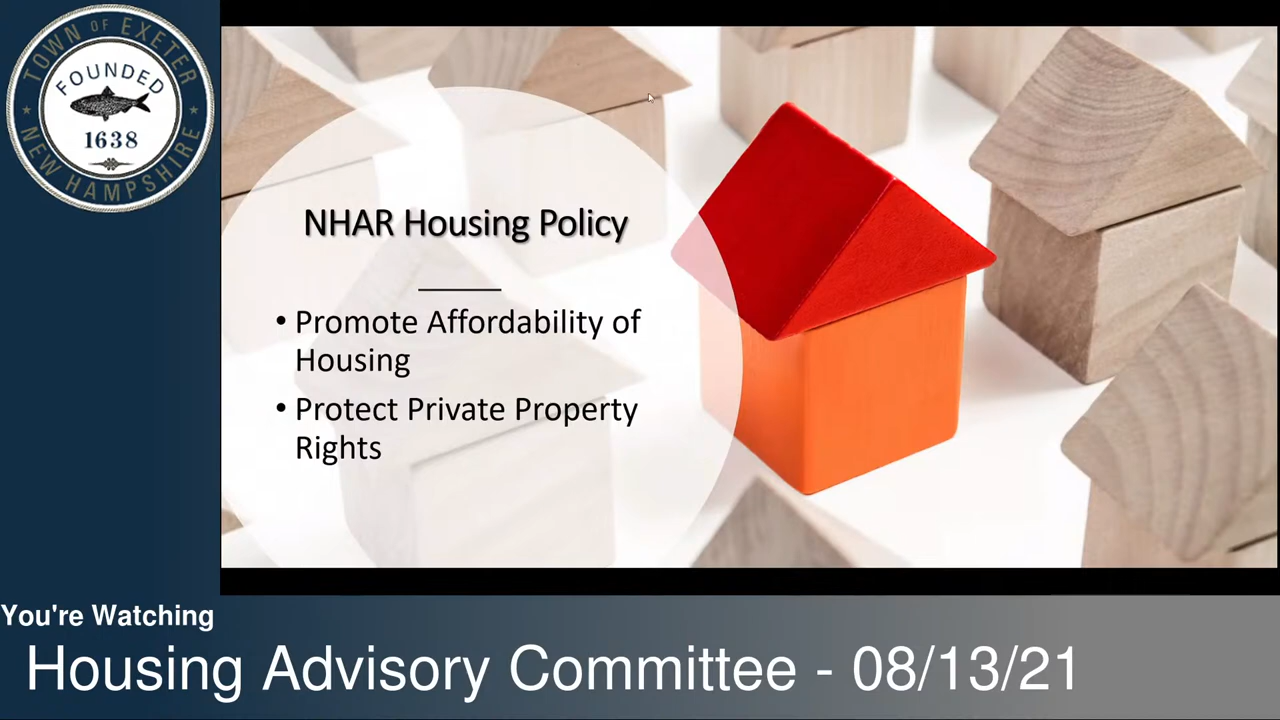 TOWN OF EXETER
FOUNDED
1638
NEW HAMPSHIRE
NHAR Housing Policy
• Promote Affordability of
Housing
• Protect Private Property
Rights
You're Watching
Housing Advisory Committee - 08/13/21